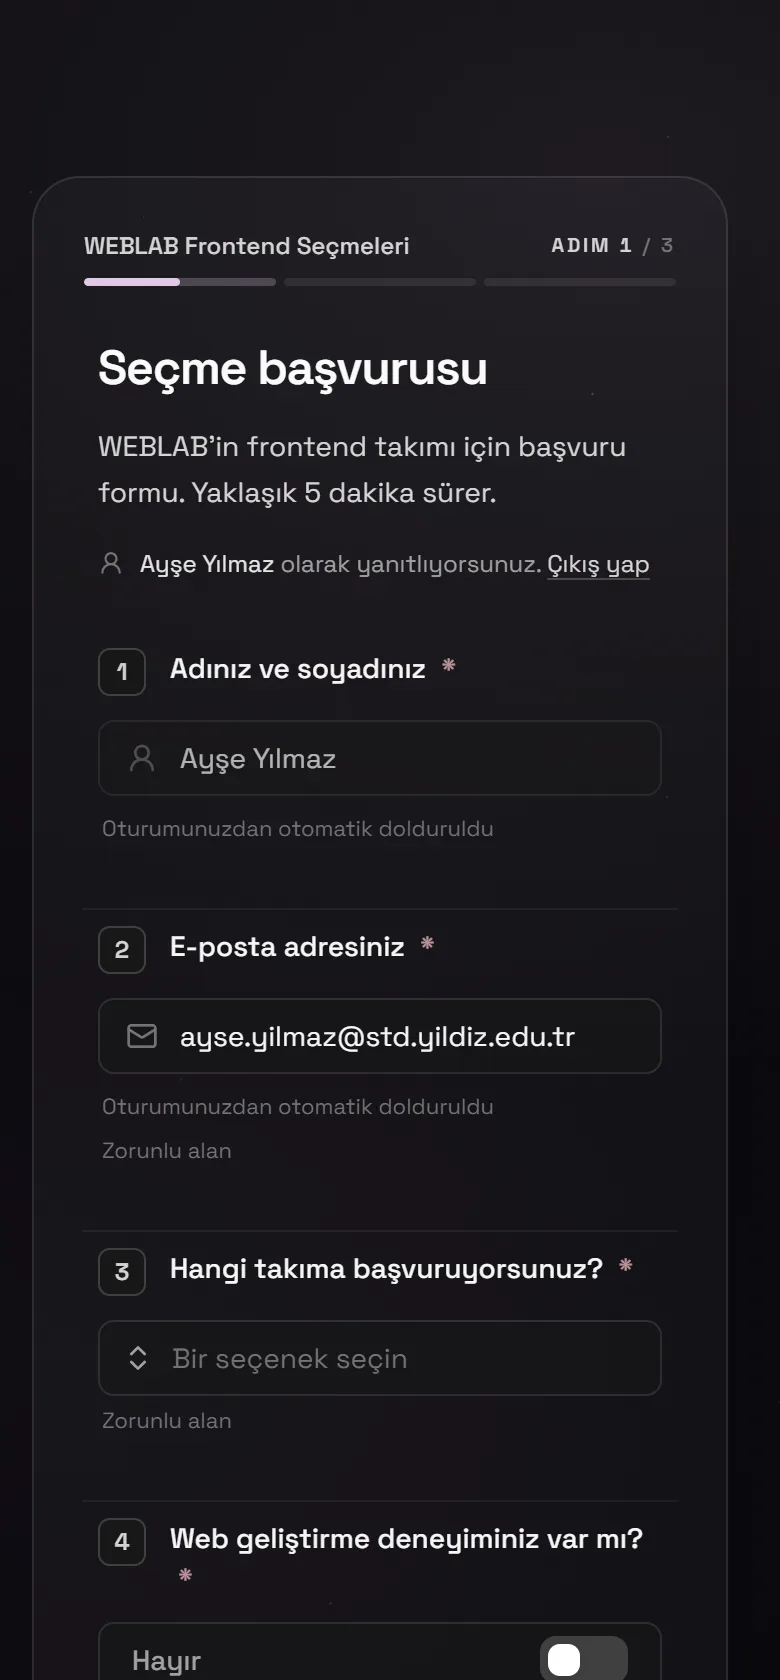 WEBLAB Frontend Seçmeleri
ADIM 1 / 3
Seçme başvurusu
WEBLAB’in frontend takımı için başvuru
formu. Yaklaşık 5 dakika sürer.
Ayşe Yılmaz olarak yanıtlıyorsunuz. Çıkış yap
1 Adınız ve soyadınız *
Ayşe Yılmaz
Oturumunuzdan otomatik dolduruldu
2 E-posta adresiniz *
ayse.yilmaz@std.yildiz.edu.tr
Oturumunuzdan otomatik dolduruldu
Zorunlu alan
3 Hangi takıma başvuruyorsunuz? *
Bir seçenek seçin
Zorunlu alan
4 Web geliştirme deneyiminiz var mı?
*
Hayır